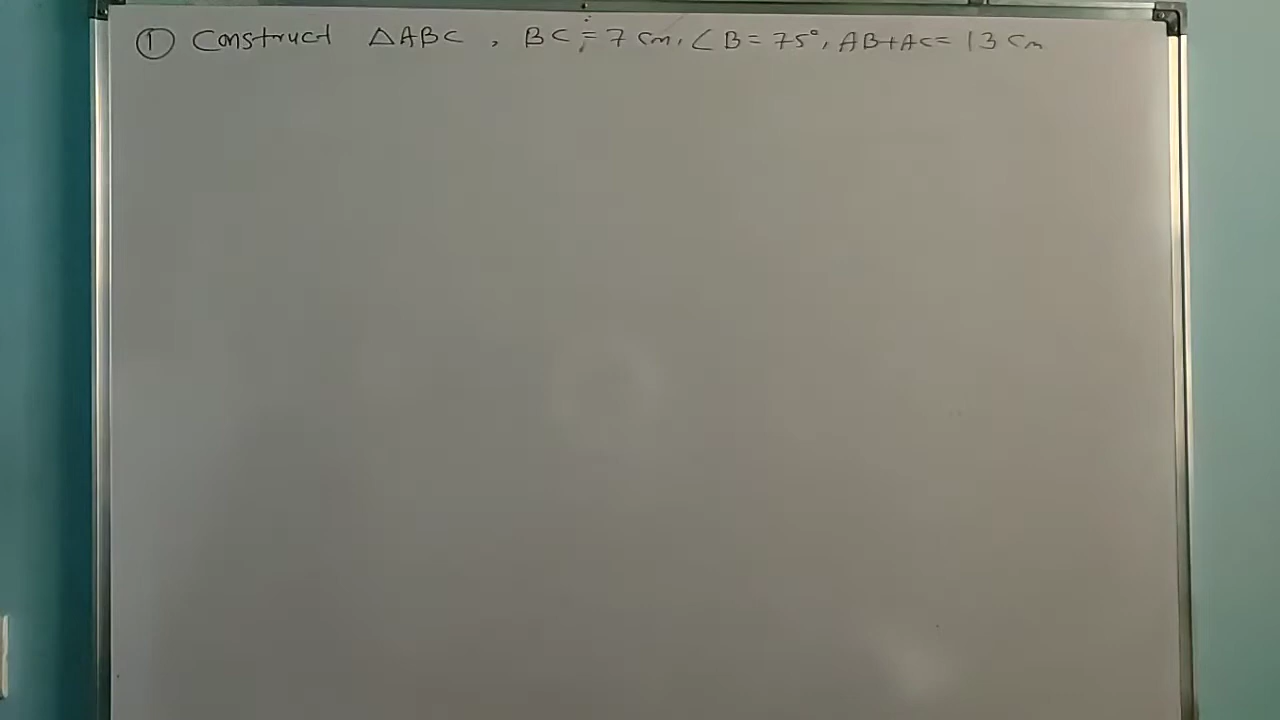 ① Construct △ABC, BC = 7 cm, ∠B = 75°, AB+AC = 13 cm